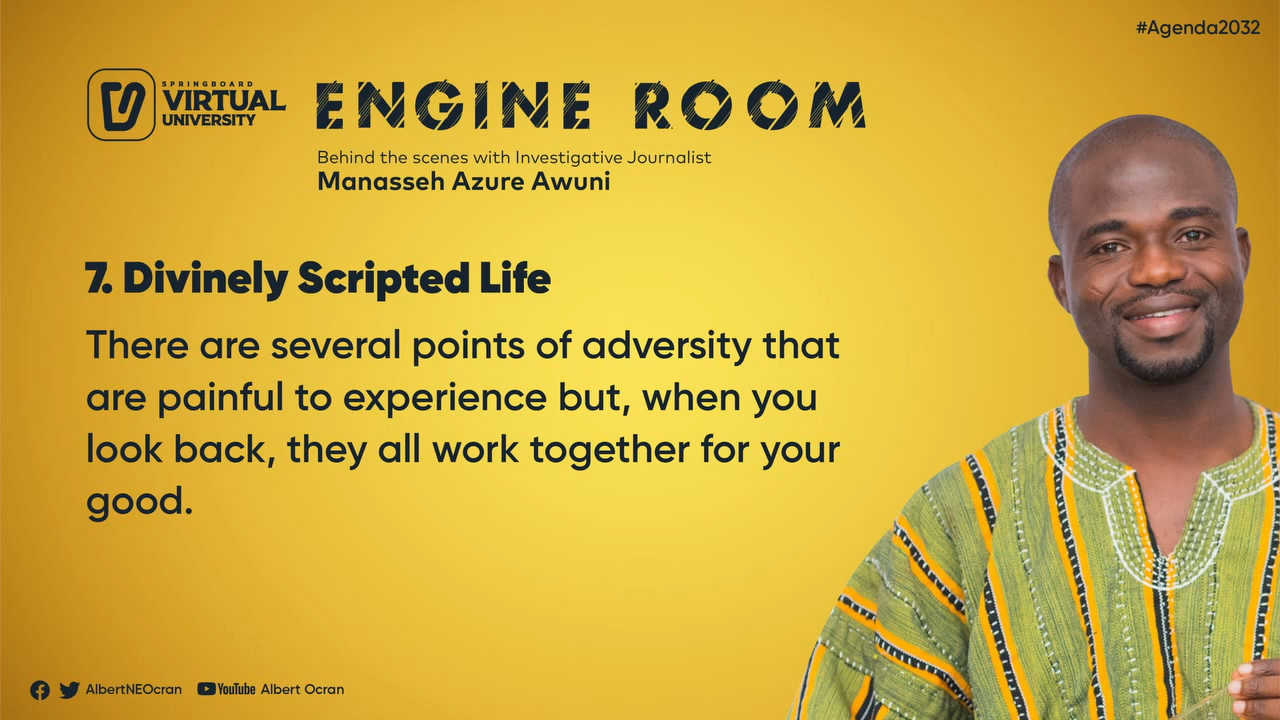 #Agenda2032
SPRINGBOARD
VIRTUAL
UNIVERSITY
ENGINE ROOM
Behind the scenes with Investigative Journalist
Manasseh Azure Awuni
7. Divinely Scripted Life
There are several points of adversity that
are painful to experience but, when you
look back, they all work together for your
good.
AlbertNEOcran YouTube Albert Ocran